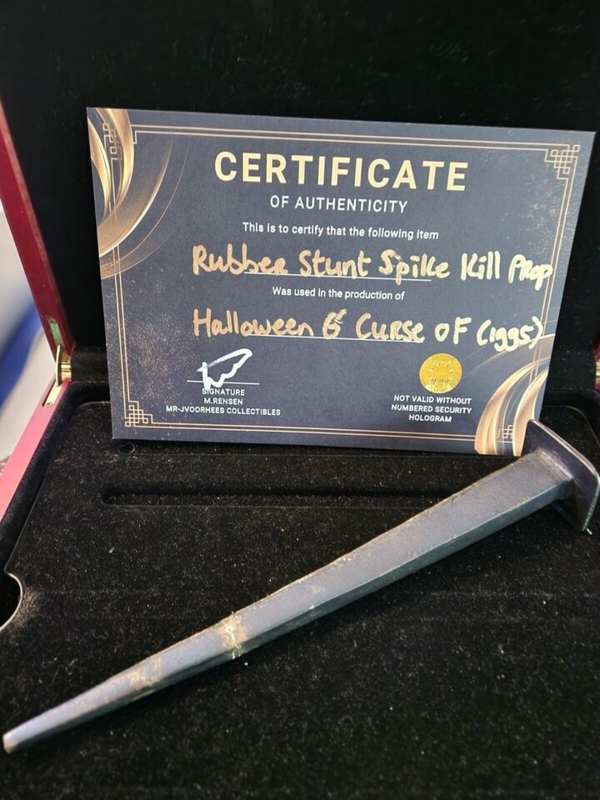 CERTIFICATE
OF AUTHENTICITY
This is to certify that the following item
Rubber Stunt Spike Kill Prop
Was used in the production of
Halloween 6 Curse of (1995)
SIGNATURE
M.RENSEN
MR-JVOORHEES COLLECTIBLES
NOT VALID WITHOUT
NUMBERED SECURITY
HOLOGRAM